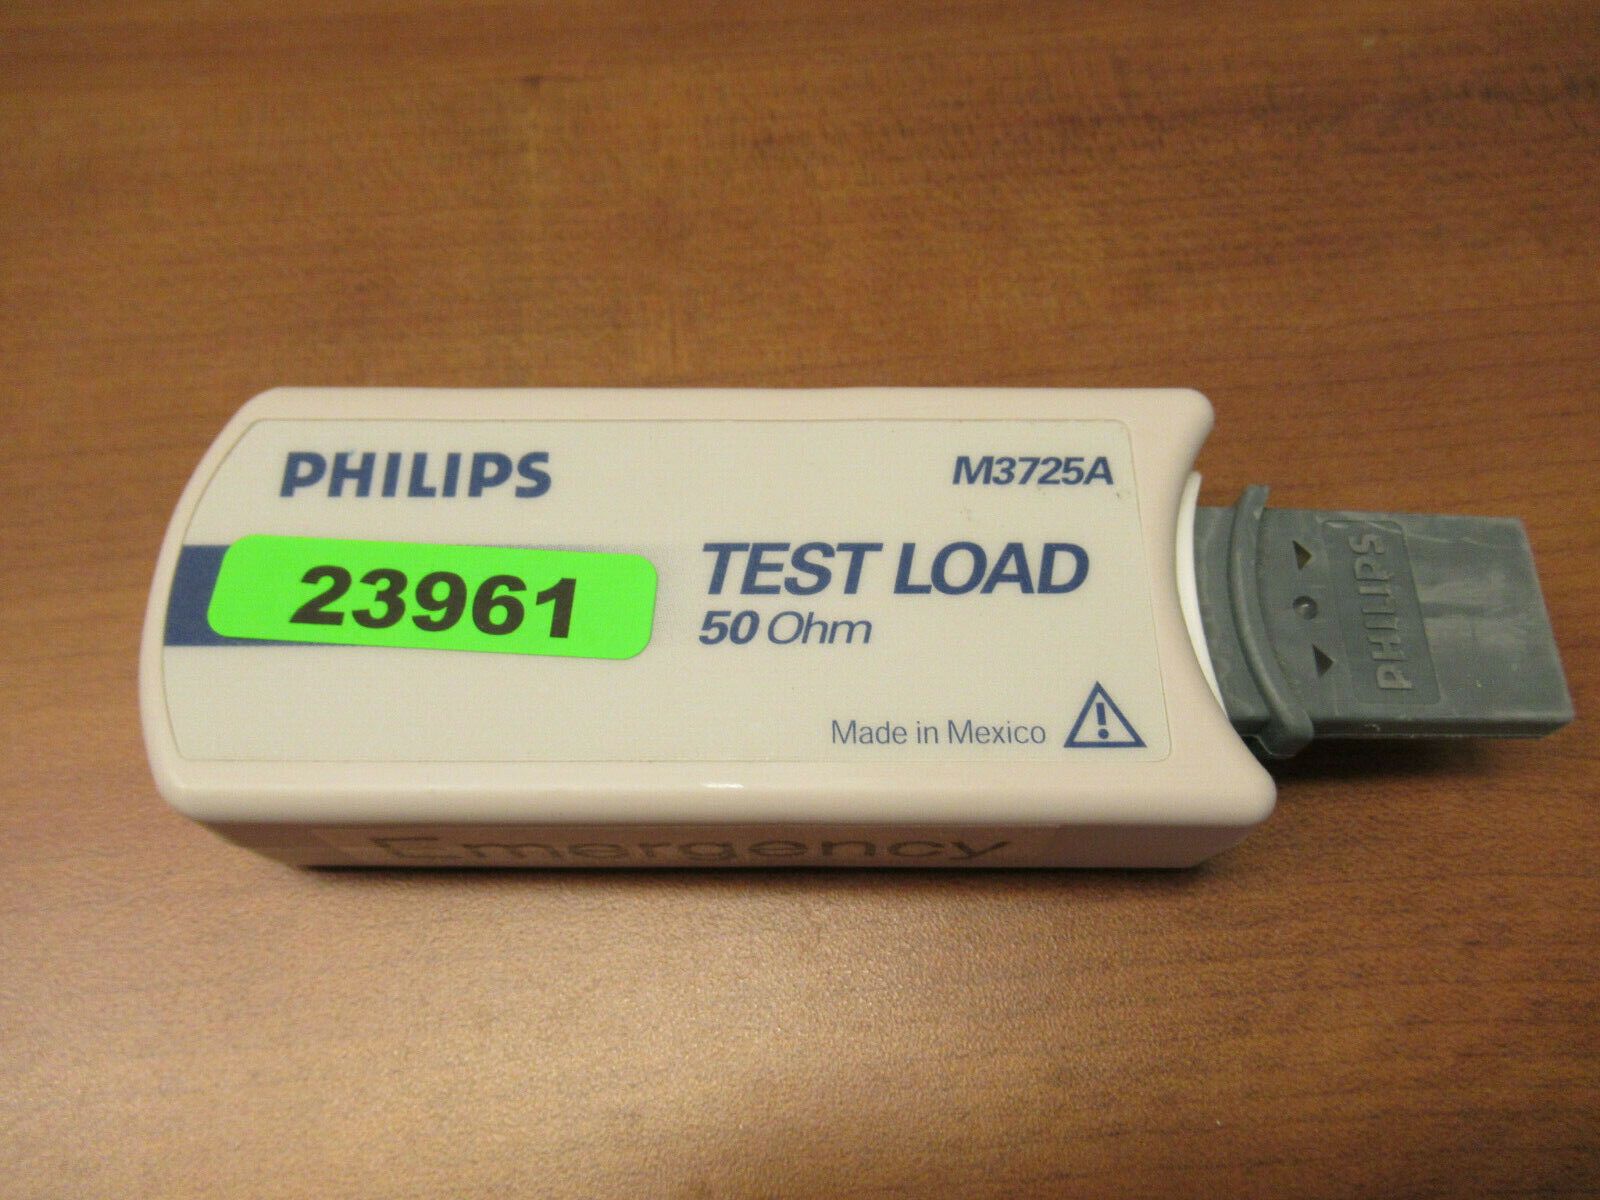 PHILIPS
M3725A
23961
TEST LOAD
50 Ohm
Made in Mexico
PHILIPS
Emergency